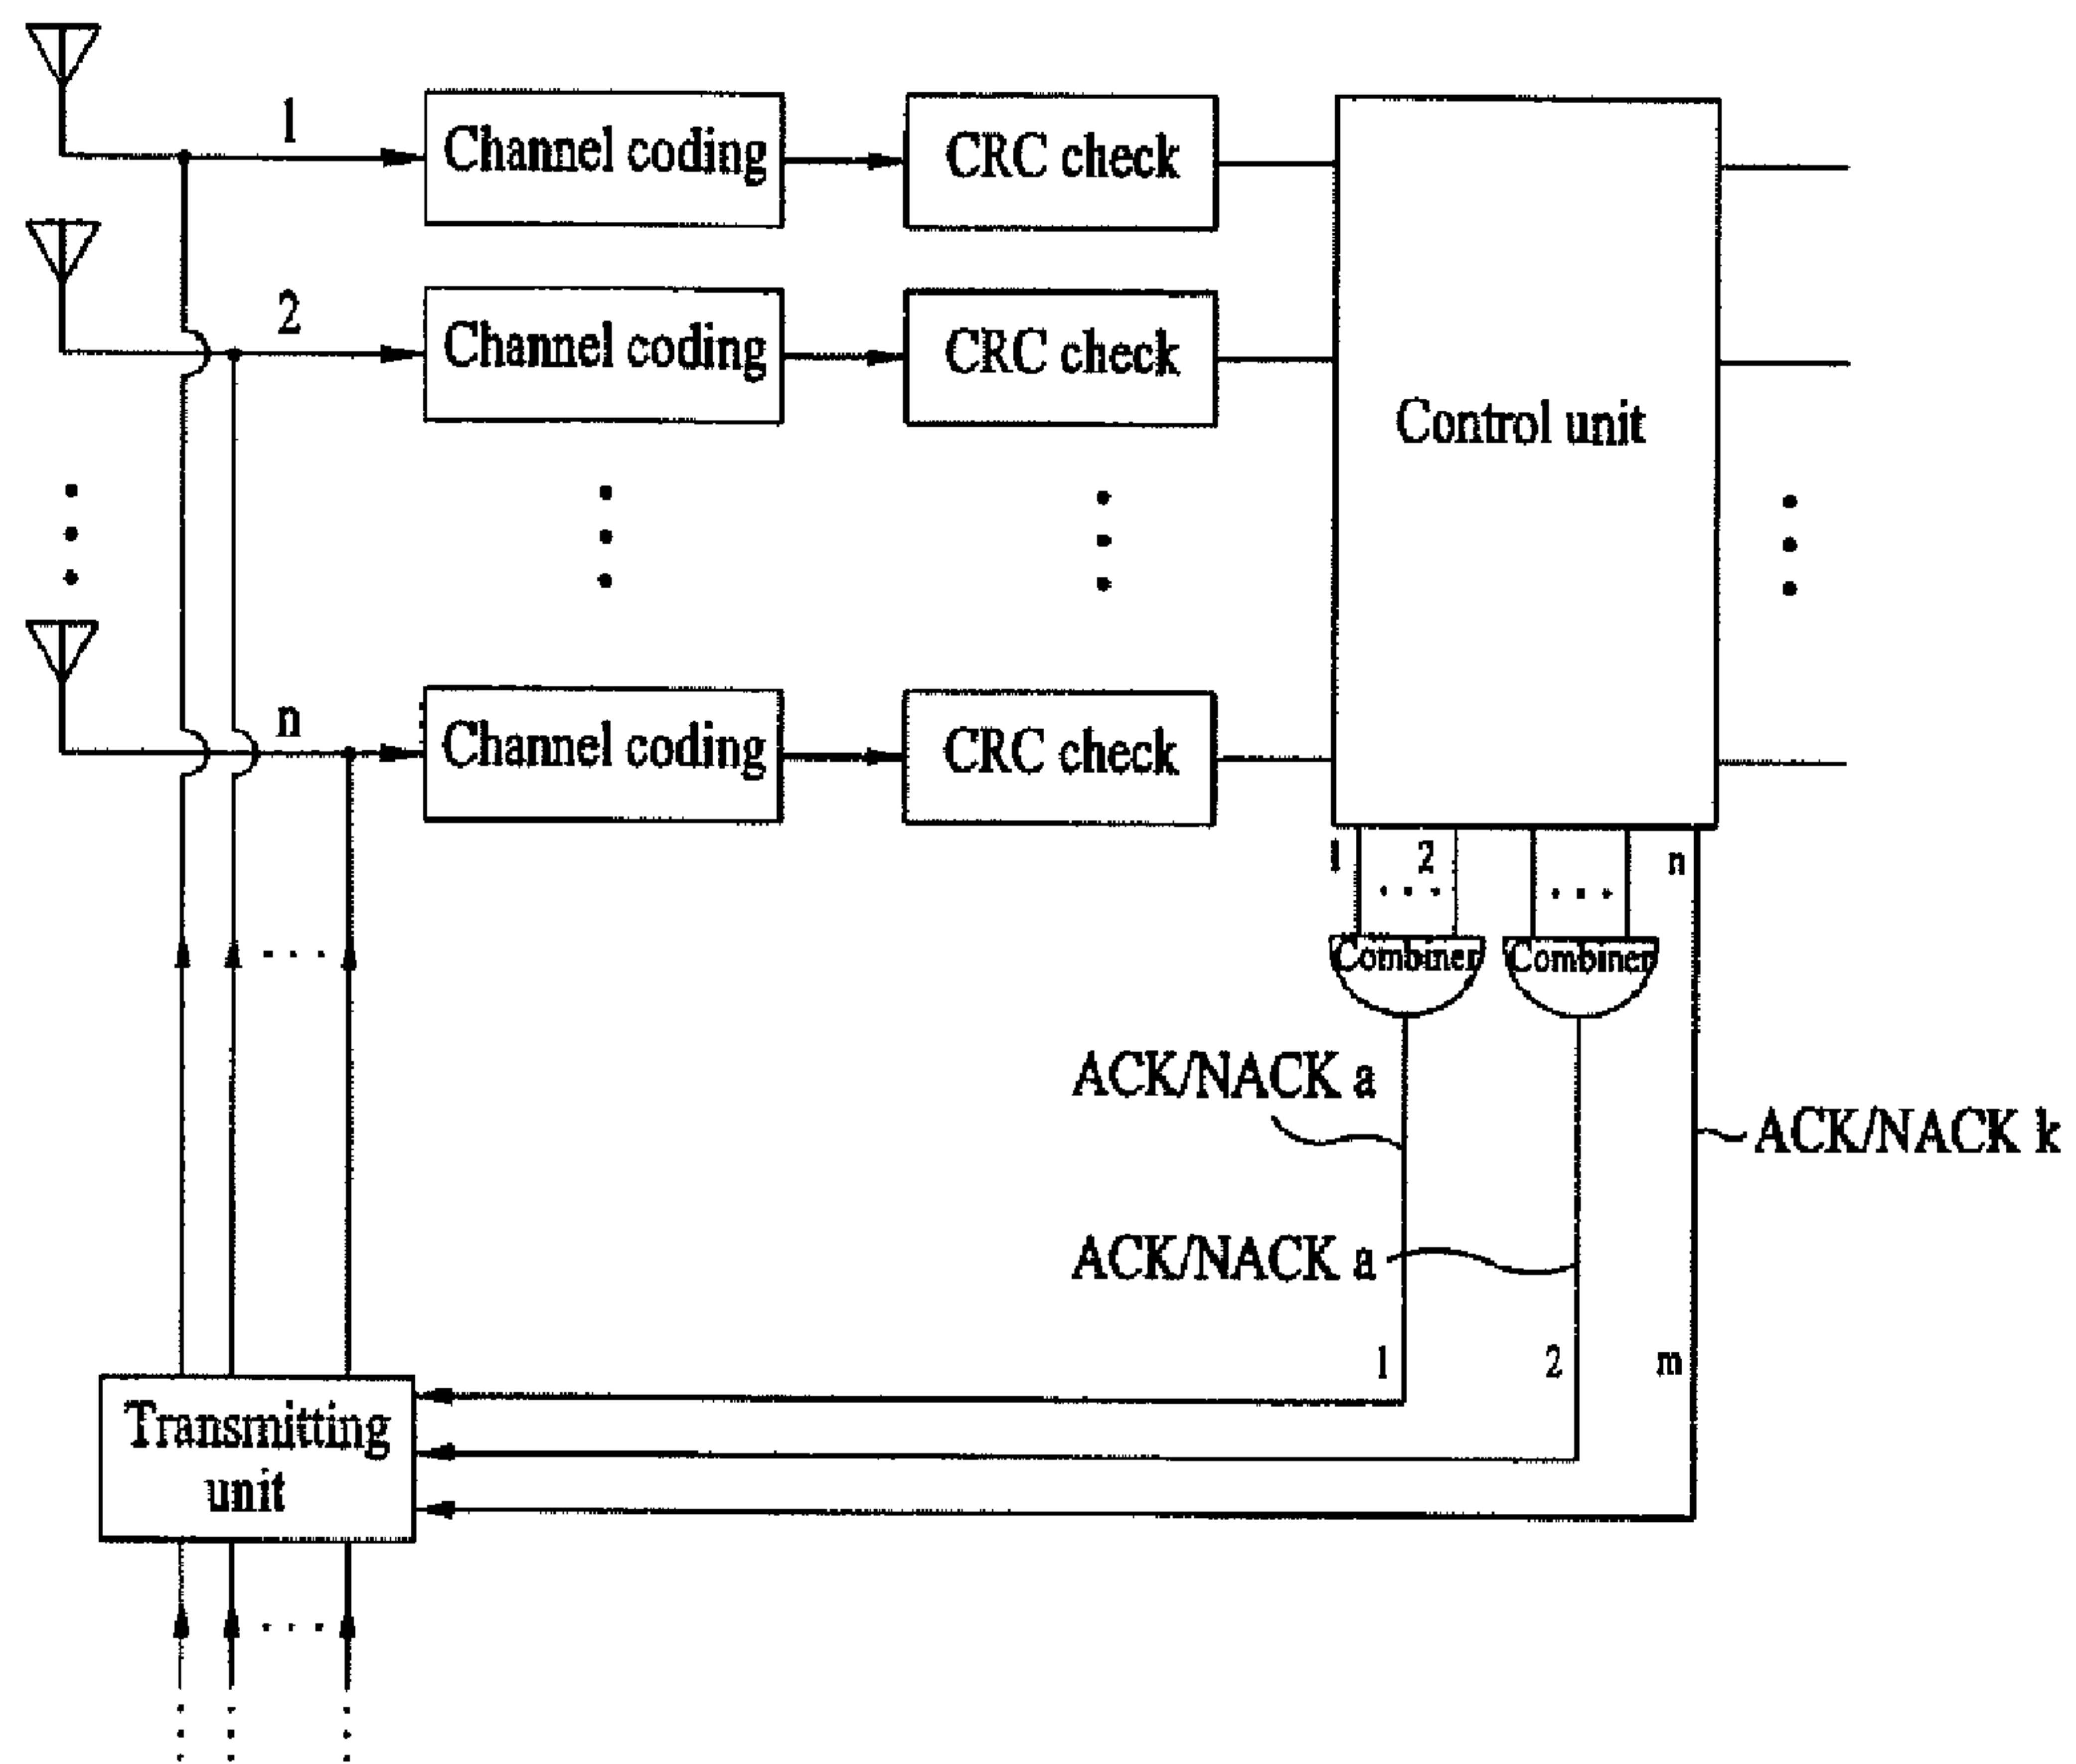 1
Channel coding
CRC check
2
Channel coding
CRC check
Control unit
n
Channel coding
CRC check
1
2
n
Combiner
Combiner
ACK/NACK a
ACK/NACK k
ACK/NACK a
1
2
m
Transmitting
unit